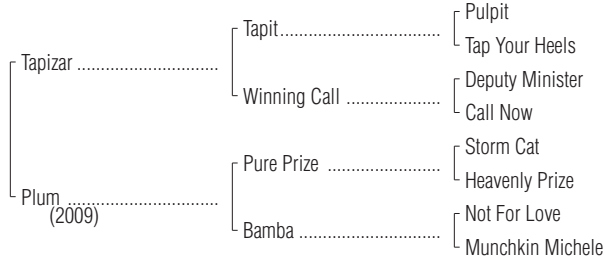 Pulpit
Tapit
Tap Your Heels
Tapizar
Deputy Minister
Winning Call
Call Now
Storm Cat
Pure Prize
Heavenly Prize
Plum
(2009)
Not For Love
Bamba
Munchkin Michele